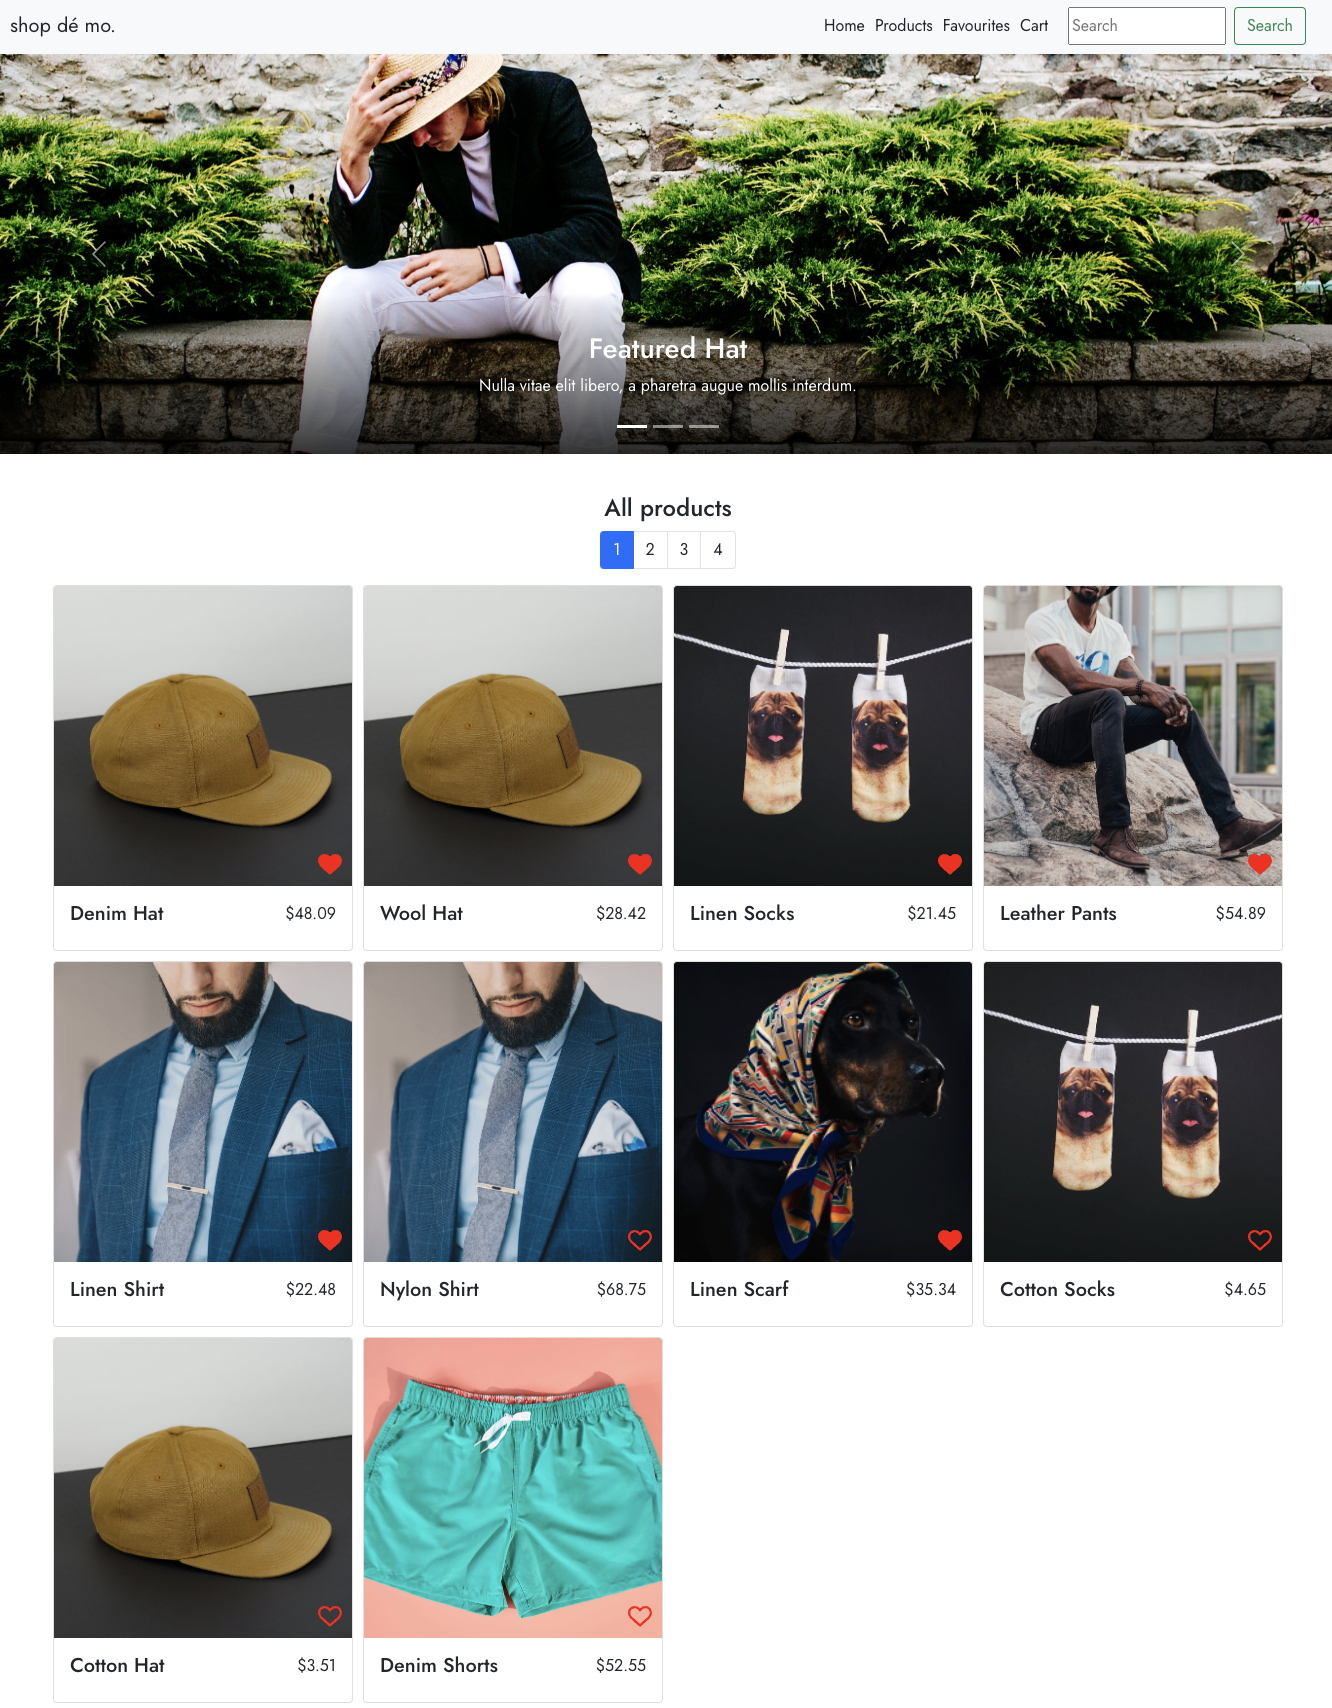 shop dé mo.
Home Products Favourites Cart Search Search
Featured Hat
Nulla vitae elit libero, a pharetra augue mollis interdum.
All products
1 2 3 4
Denim Hat $48.09
Wool Hat $28.42
Linen Socks $21.45
Leather Pants $54.89
Linen Shirt $22.48
Nylon Shirt $68.75
Linen Scarf $35.34
Cotton Socks $4.65
Cotton Hat $3.51
Denim Shorts $52.55